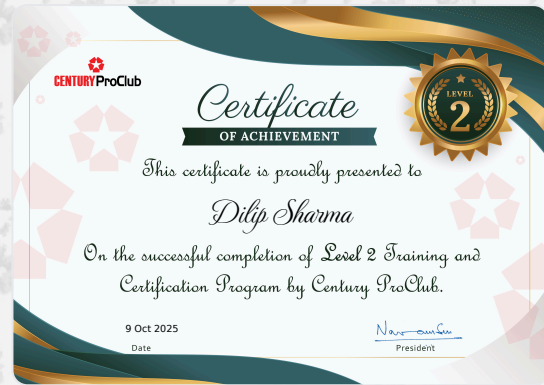 CENTURY ProClub
Certificate
OF ACHIEVEMENT
LEVEL
2
This certificate is proudly presented to
Dilip Sharma
On the successful completion of Level 2 Training and
Certification Program by Century ProClub.
9 Oct 2025
Date
President